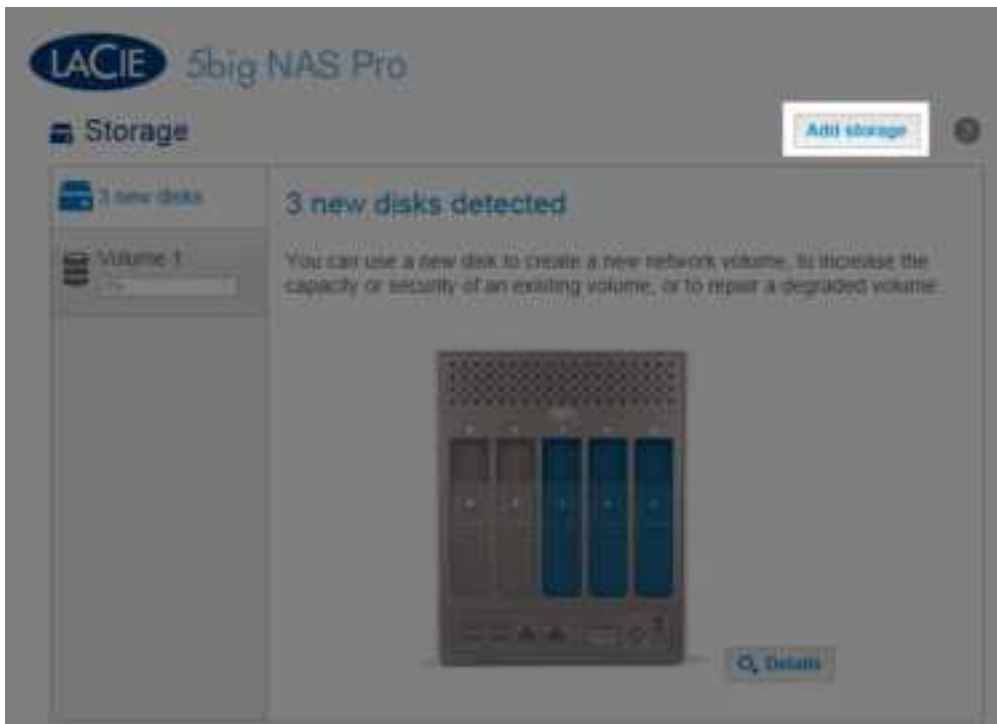 LACIE 5big NAS Pro
Storage
Add storage
?
3 new disks
3 new disks detected
Volume 1
You can use a new disk to create a new network volume, to increase the
capacity or security of an existing volume, or to repair a degraded volume.
Details